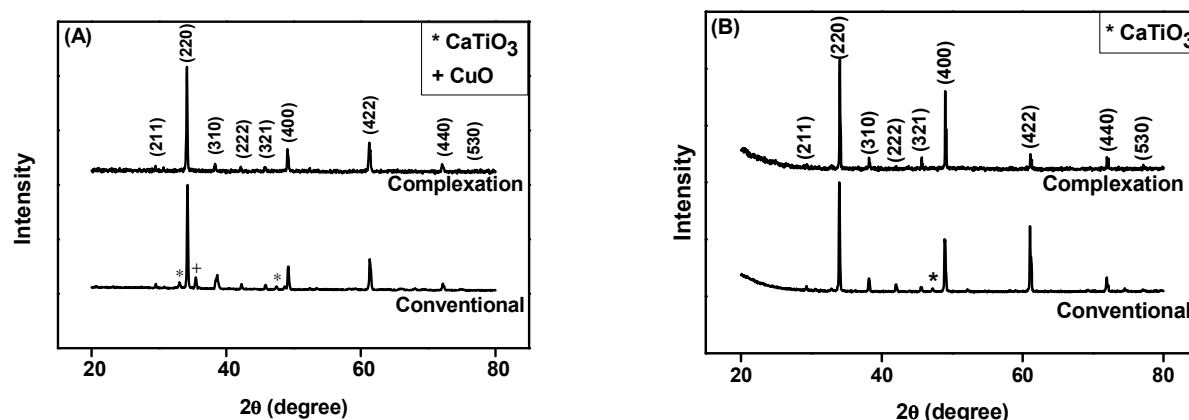 (A)
* CaTiO3
+ CuO
(211)
(220)
(310)
(222)
(321)
(400)
(422)
(440)
(530)
Complexation
*
+
*
Conventional
Intensity
20
40
60
80
2θ (degree)
(B)
* CaTiO3
(211)
(220)
(310)
(222)
(321)
(400)
(422)
(440)
(530)
Complexation
*
Conventional
Intensity
20
40
60
80
2θ (degree)